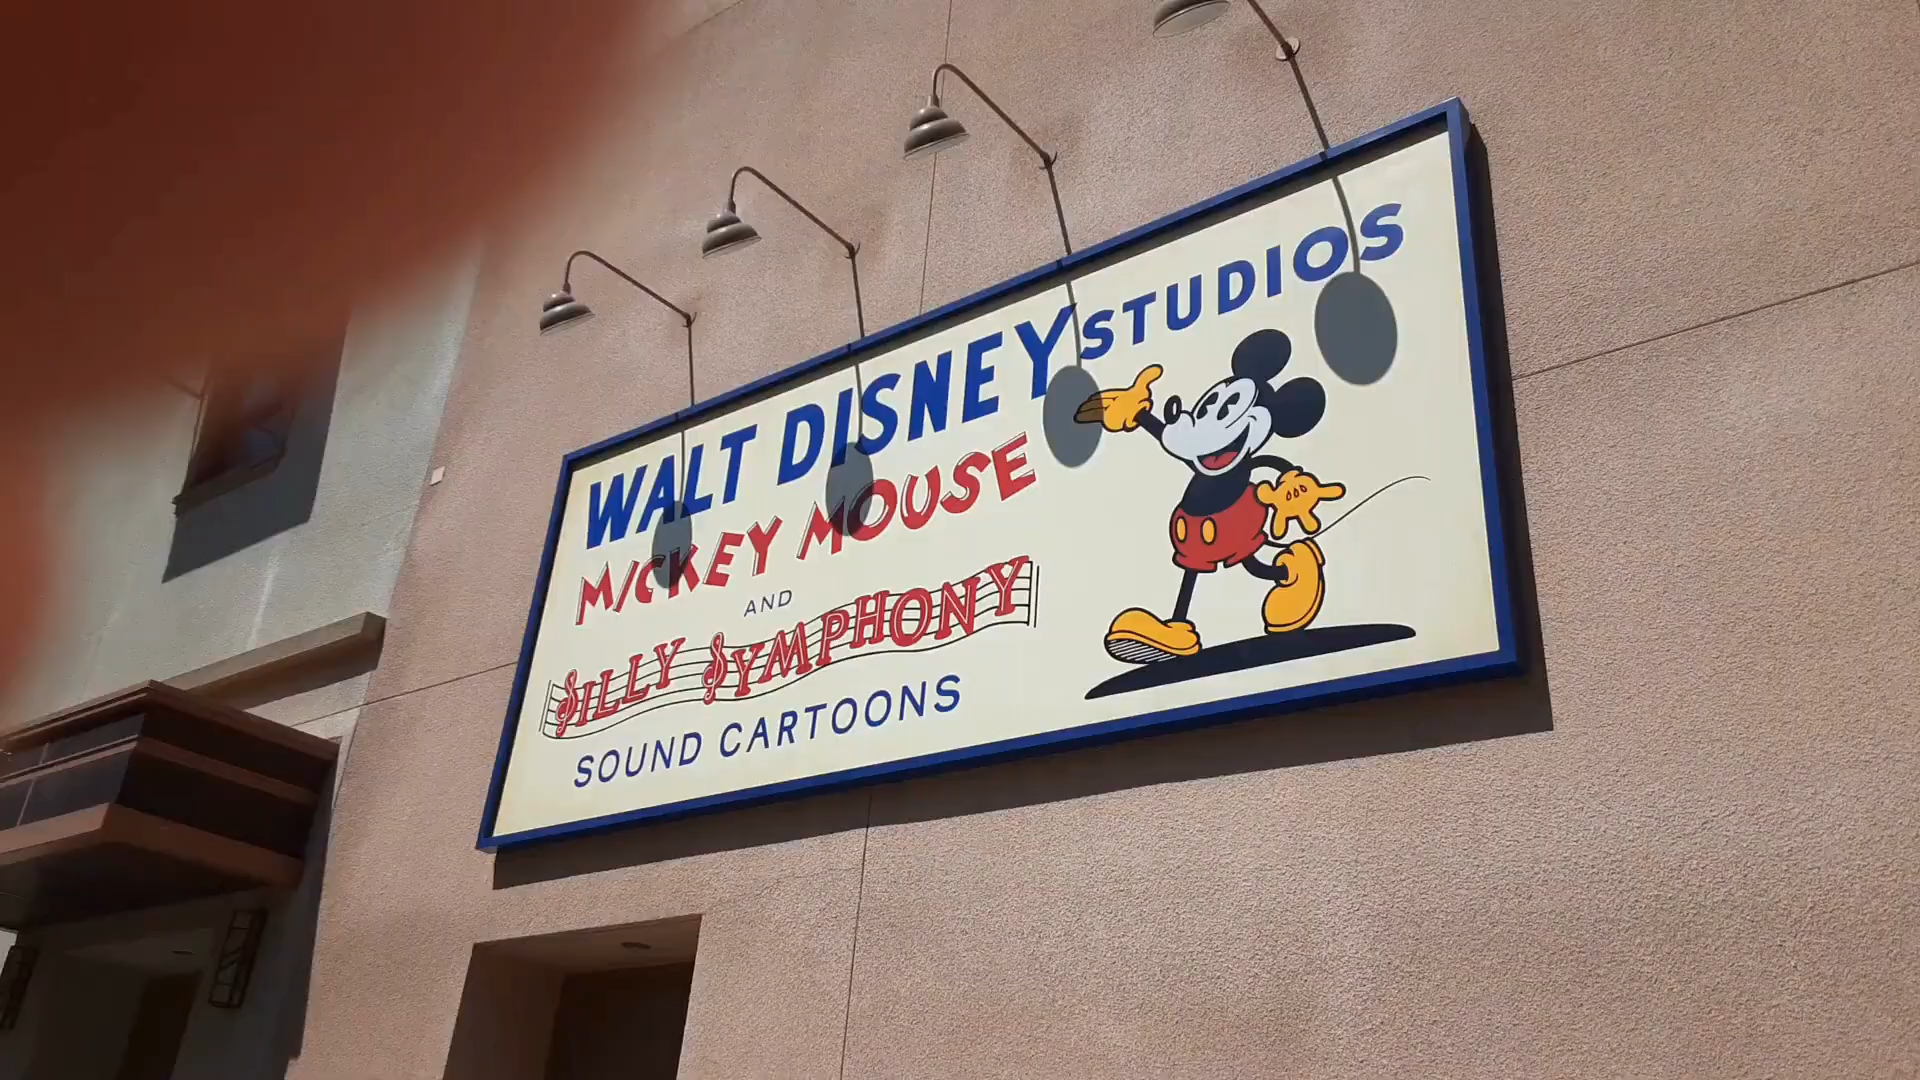 WALT DISNEY STUDIOS
MICKEY MOUSE
AND
SILLY SYMPHONY
SOUND CARTOONS